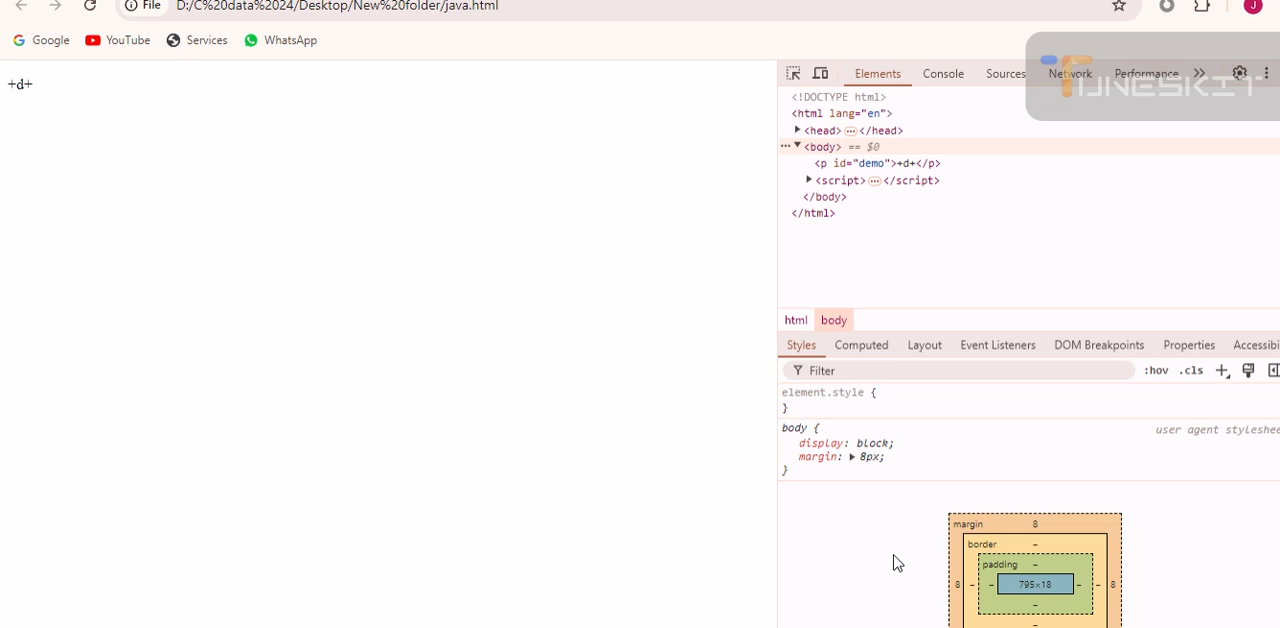 File D:/C%20data%2024/Desktop/New%20folder/java.html J
Google YouTube Services WhatsApp
+d+
Elements Console Sources Network Performance
TUNESKIT
<!DOCTYPE html>
<html lang="en">
<head> … </head>
… <body> == $0
<p id="demo">+d+</p>
<script> … </script>
</body>
</html>
html body
Styles Computed Layout Event Listeners DOM Breakpoints Properties Accessibi
Filter :hov .cls
element.style {
}
body { user agent styleshee
display: block;
margin: 8px;
}
margin 8
border –
padding –
8 – – 795×18 – – 8
–
–